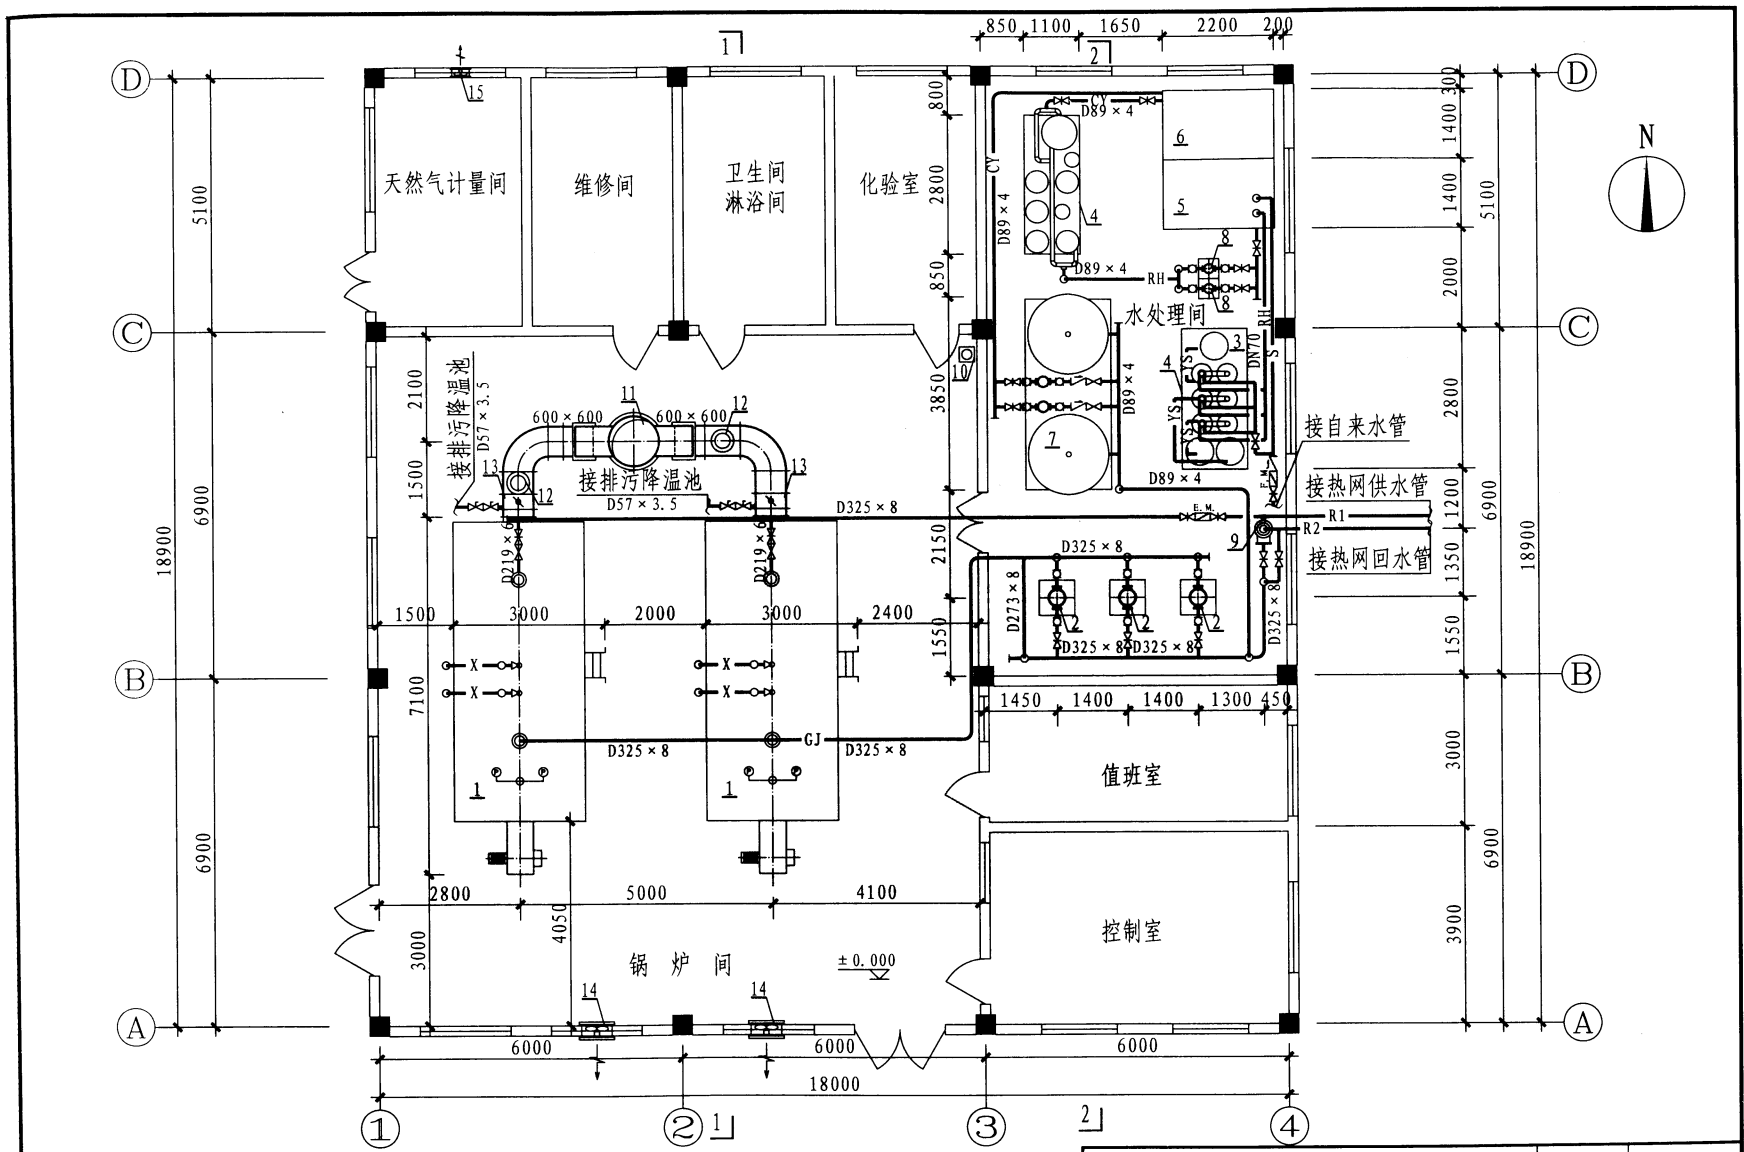 850 1100 1650 2200 200
1 2
D D
15
天然气计量间
维修间
卫生间
淋浴间
化验室
水处理间
800
2800
850
3850
2150
1550
CY
D89×4
CY
D89×4
6
5
4
D89×4
RH
8
8
RH
S
DN70
3
4
YS
YS
YS
7
D89×4
D89×4
F.M.
300
1400
1400
2000
2800
1200
1350
1550
3000
3900
5100
6900
6900
18900
N
C C
5100
6900
6900
18900
2100
1500
7100
3000
接排污降温池
D57×3.5
600×600
11
600×600
12
13
12
13
接排污降温池
D57×3.5
10
D325×8
E.M.
接自来水管
接热网供水管
R1
R2
接热网回水管
9
D219×6
D219×6
D325×8
D273×8
2 2 2
D325×8
D325×8 D325×8
1500 3000 2000 3000 2400
X X
X X
B B
1450 1400 1400 1300 450
D325×8
GJ
D325×8
1 1
值班室
控制室
2800 5000 4100
4050
锅炉间
±0.000
14 14
A A
6000 6000 6000
18000
1 2 3 4
1 2